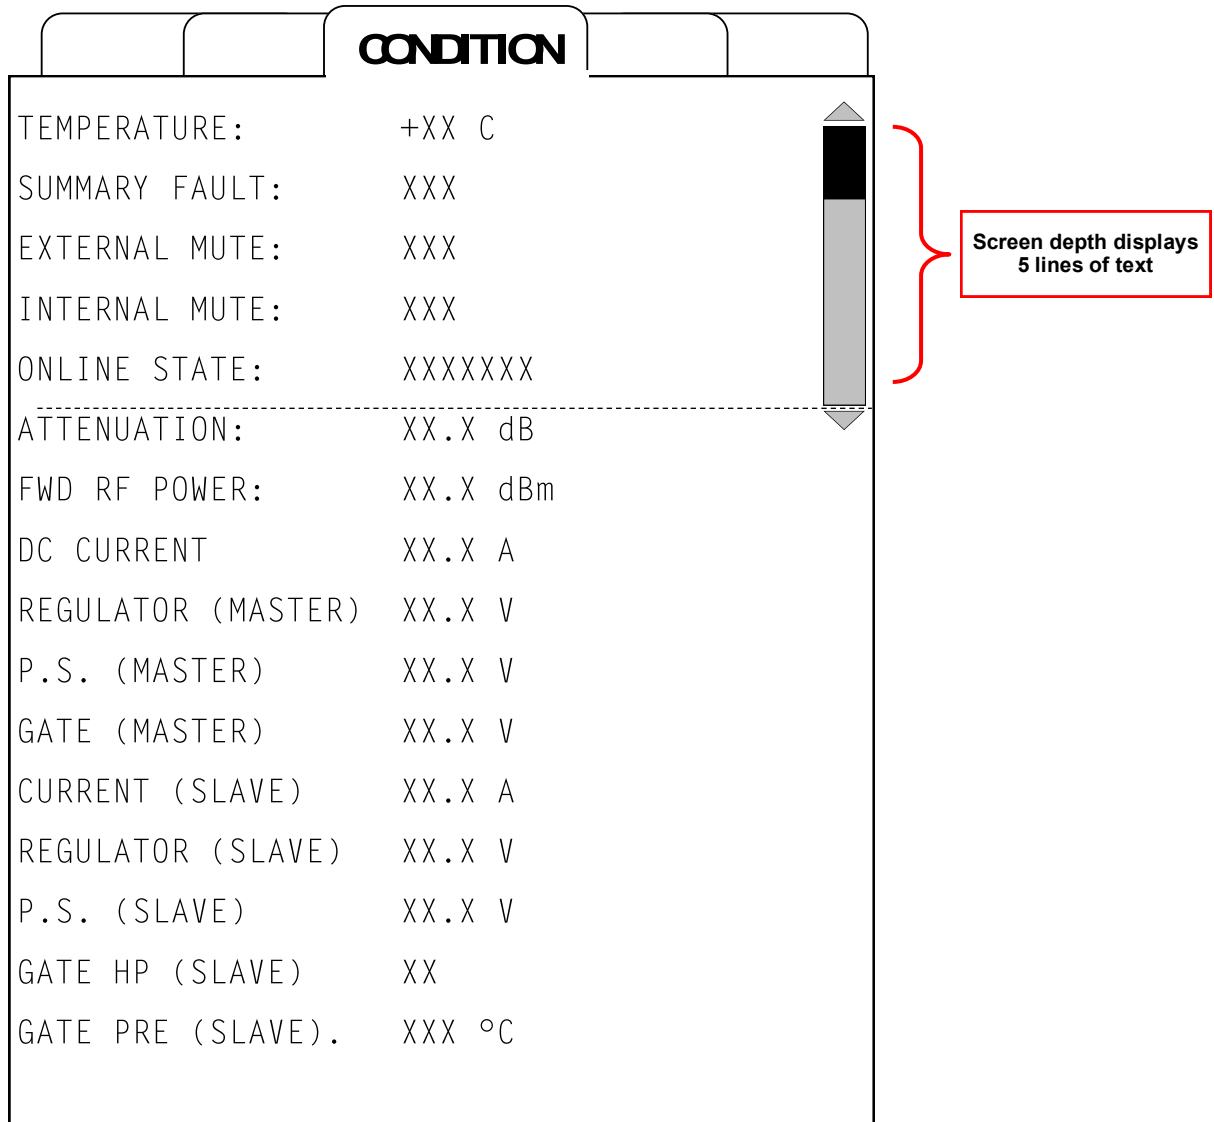 CONDITION
TEMPERATURE: +XX C
SUMMARY FAULT: XXX
EXTERNAL MUTE: XXX
INTERNAL MUTE: XXX
ONLINE STATE: XXXXXXX
ATTENUATION: XX.X dB
FWD RF POWER: XX.X dBm
DC CURRENT XX.X A
REGULATOR (MASTER) XX.X V
P.S. (MASTER) XX.X V
GATE (MASTER) XX.X V
CURRENT (SLAVE) XX.X A
REGULATOR (SLAVE) XX.X V
P.S. (SLAVE) XX.X V
GATE HP (SLAVE) XX
GATE PRE (SLAVE). XXX °C
Screen depth displays
5 lines of text